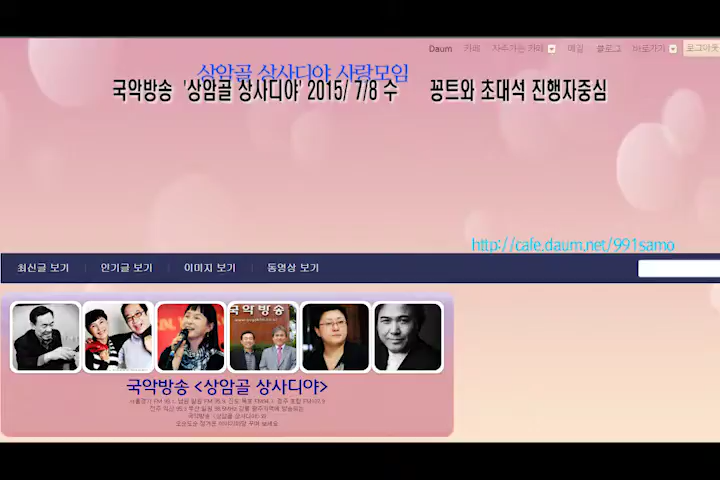 Daum 카페 자주가는 카페 메일 블로그 바로가기 로그아웃
상암골 상사디야 사랑모임
국악방송 '상암골 상사디야' 2015/ 7/8 수 꽁트와 초대석 진행자중심
http://cafe.daum.net/991samo
최신글 보기 인기글 보기 이미지 보기 동영상 보기
국악방송
국악방송 <상암골 상사디야>